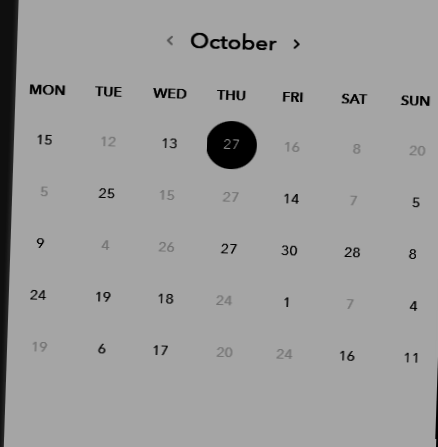 ‹ October ›
MON TUE WED THU FRI SAT SUN
15 12 13 27 16 8 20
5 25 15 27 14 7 5
9 4 26 27 30 28 8
24 19 18 24 1 7 4
19 6 17 20 24 16 11